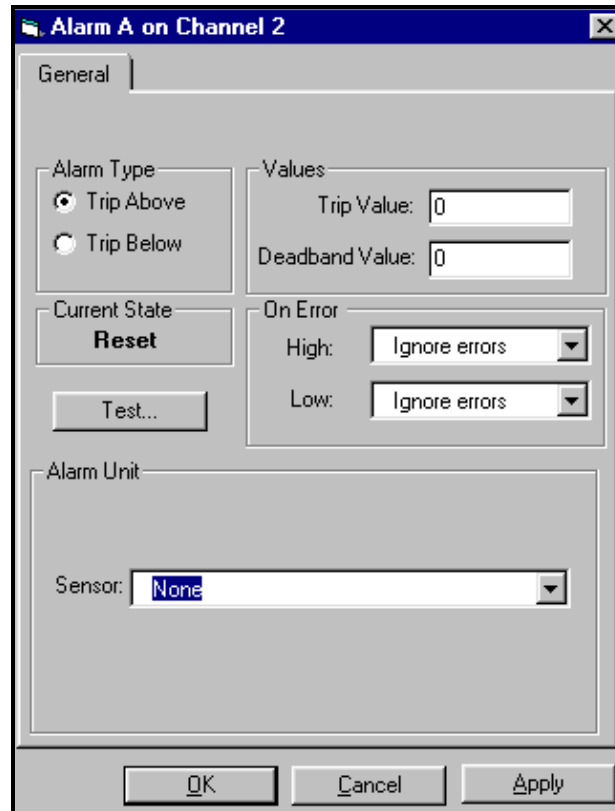 Alarm A on Channel 2
General
Alarm Type
Trip Above
Trip Below
Values
Trip Value: 0
Deadband Value: 0
Current State
Reset
On Error
High: Ignore errors
Low: Ignore errors
Test...
Alarm Unit
Sensor: None
OK
Cancel
Apply